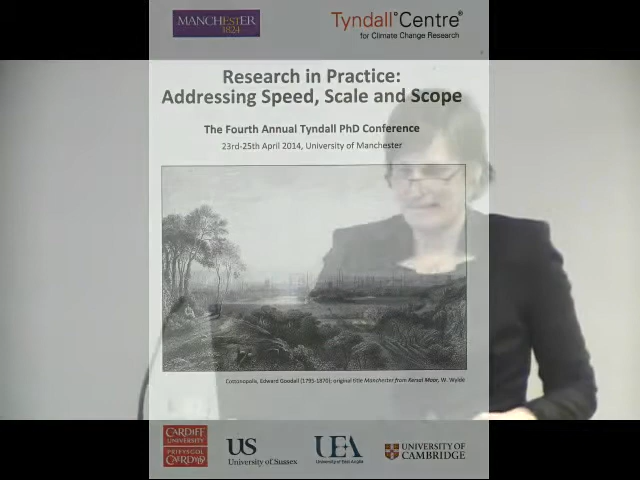 MANCHESTER
1824
Tyndall°Centre®
for Climate Change Research
Research in Practice:
Addressing Speed, Scale and Scope
The Fourth Annual Tyndall PhD Conference
23rd-25th April 2014, University of Manchester
Cottonopolis, Edward Goodall (1795-1870); original title Manchester from Kersal Moor, W. Wylde
CARDIFF
UNIVERSITY
PRIFYSGOL
CAERDYDD
US
University of Sussex
UEA
University of East Anglia
UNIVERSITY OF
CAMBRIDGE